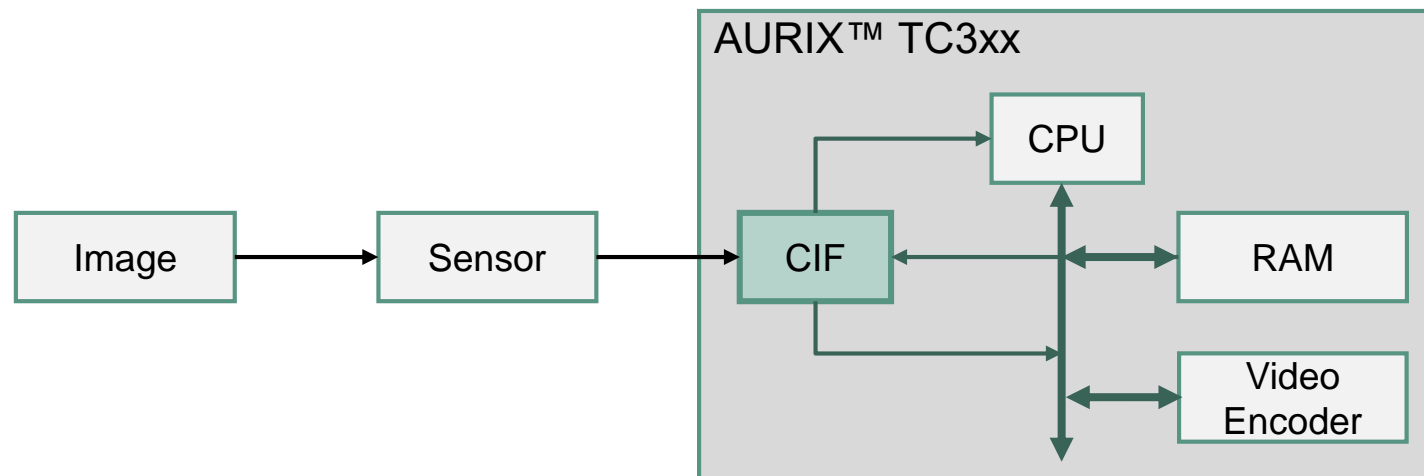 AURIX™ TC3xx
CPU
Image
Sensor
CIF
RAM
Video
Encoder